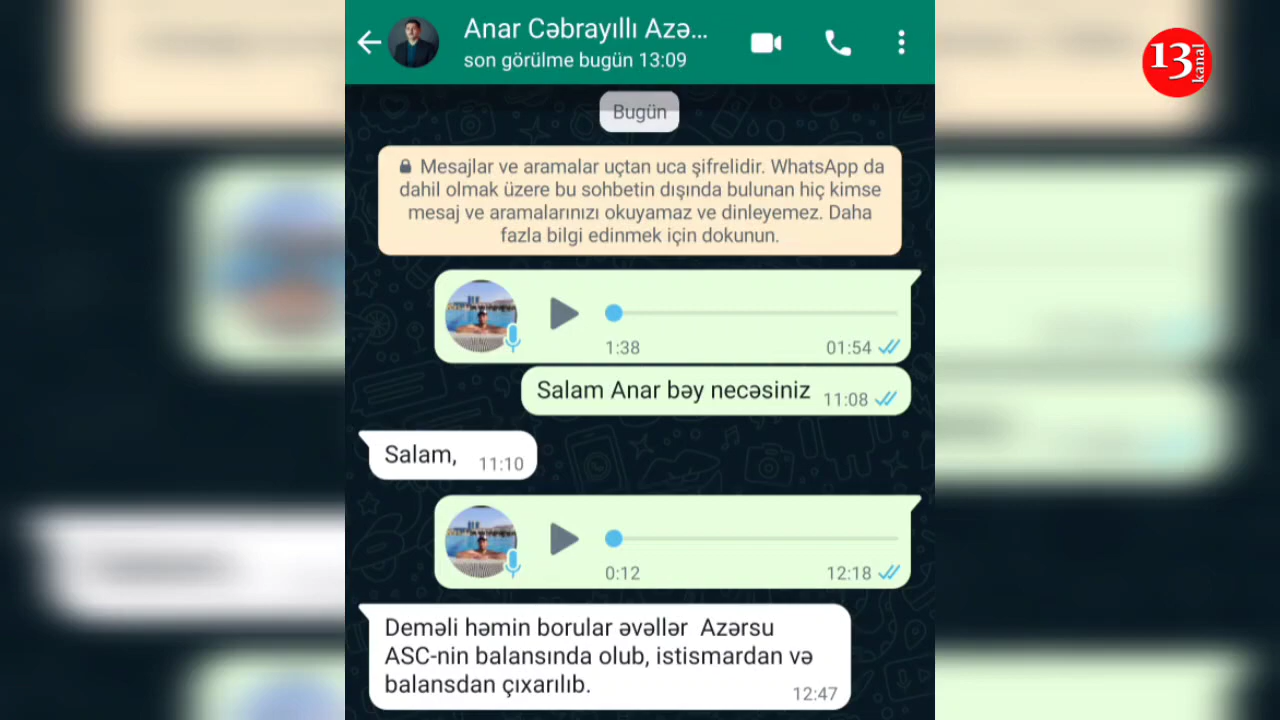 Anar Cəbrayıllı Azə...
son görülme bugün 13:09
13 kanal
Bugün
Mesajlar ve aramalar uçtan uca şifrelidir. WhatsApp da
dahil olmak üzere bu sohbetin dışında bulunan hiç kimse
mesaj ve aramalarınızı okuyamaz ve dinleyemez. Daha
fazla bilgi edinmek için dokunun.
1:38 01:54
Salam Anar bəy necəsiniz 11:08
Salam, 11:10
0:12 12:18
Deməli həmin borular əvəllər Azərsu
ASC-nin balansında olub, istismardan və
balansdan çıxarılıb. 12:47